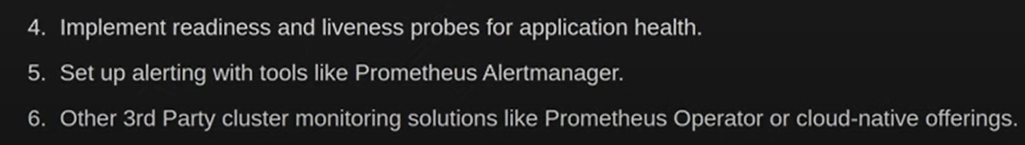 4. Implement readiness and liveness probes for application health.
5. Set up alerting with tools like Prometheus Alertmanager.
6. Other 3rd Party cluster monitoring solutions like Prometheus Operator or cloud-native offerings.